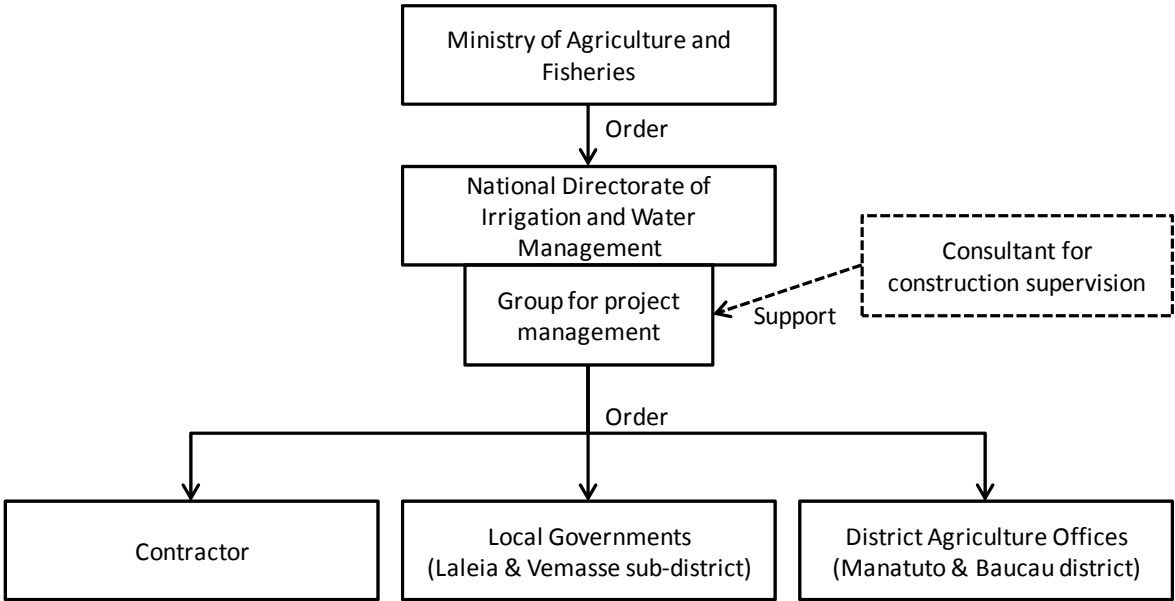 Ministry of Agriculture and
Fisheries
Order
National Directorate of
Irrigation and Water
Management
Consultant for
construction supervision
Group for project
management
Support
Order
Contractor
Local Governments
(Laleia & Vemasse sub-district)
District Agriculture Offices
(Manatuto & Baucau district)